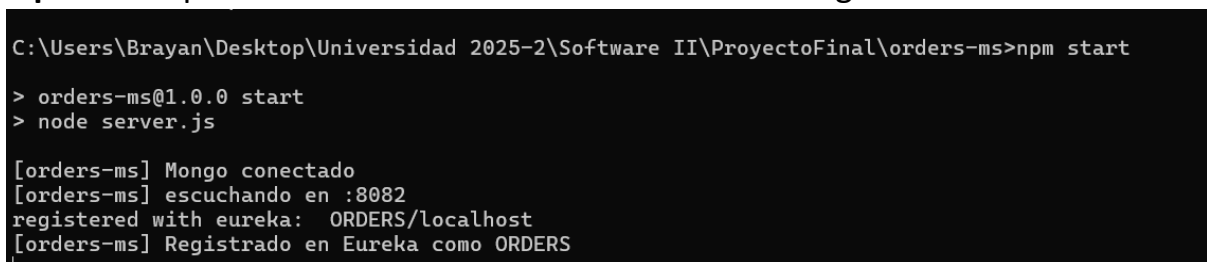 C:\Users\Brayan\Desktop\Universidad 2025-2\Software II\ProyectoFinal\orders-ms>npm start
> orders-ms@1.0.0 start
> node server.js
[orders-ms] Mongo conectado
[orders-ms] escuchando en :8082
registered with eureka:  ORDERS/localhost
[orders-ms] Registrado en Eureka como ORDERS